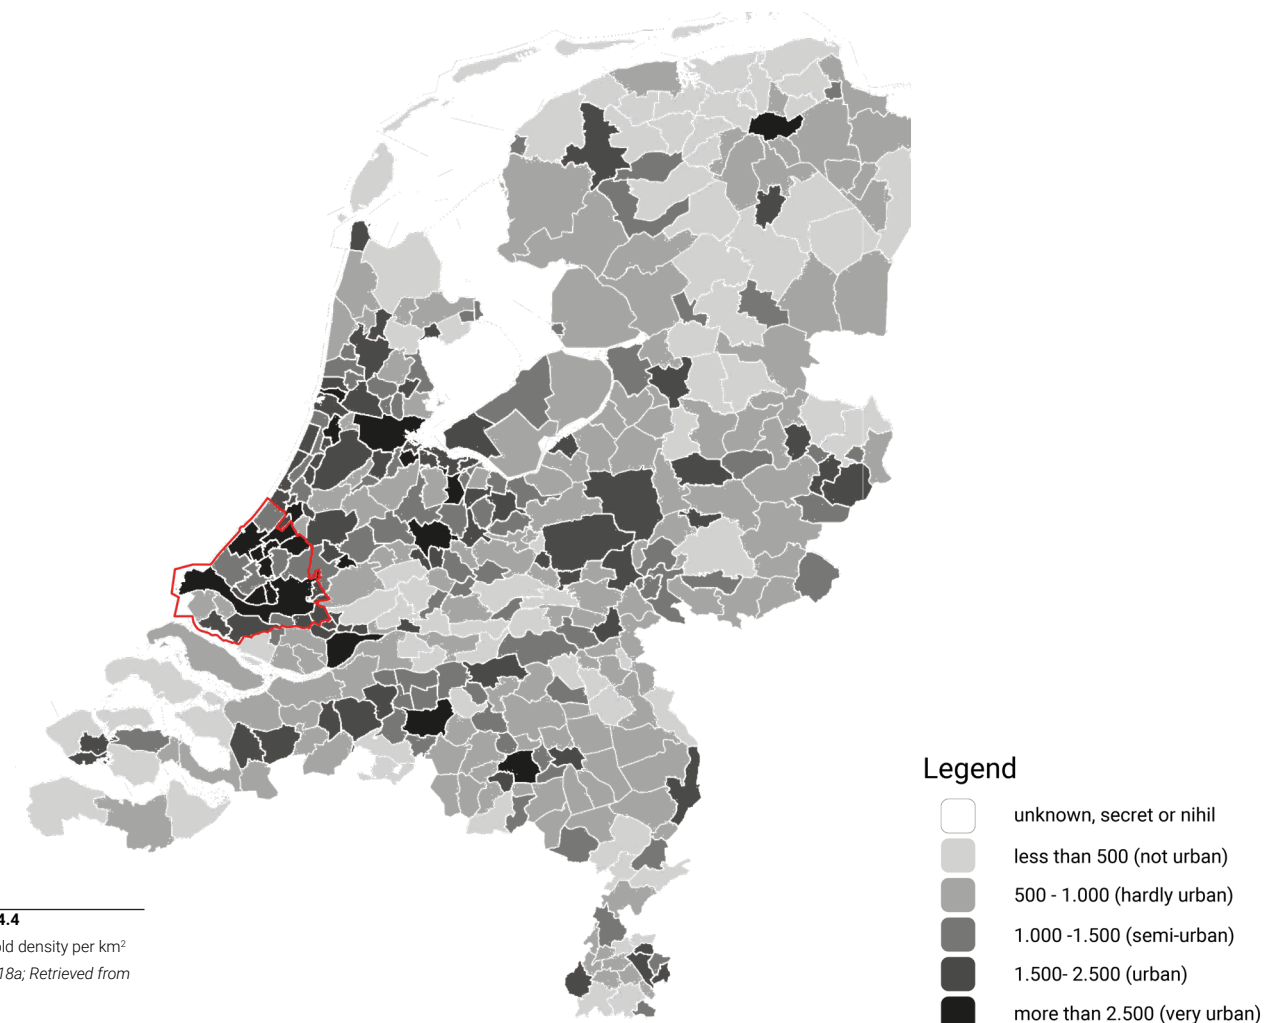 Legend
unknown, secret or nihil
less than 500 (not urban)
500 - 1.000 (hardly urban)
1.000 -1.500 (semi-urban)
1.500- 2.500 (urban)
more than 2.500 (very urban)
4.4
density per km²
18a; Retrieved from